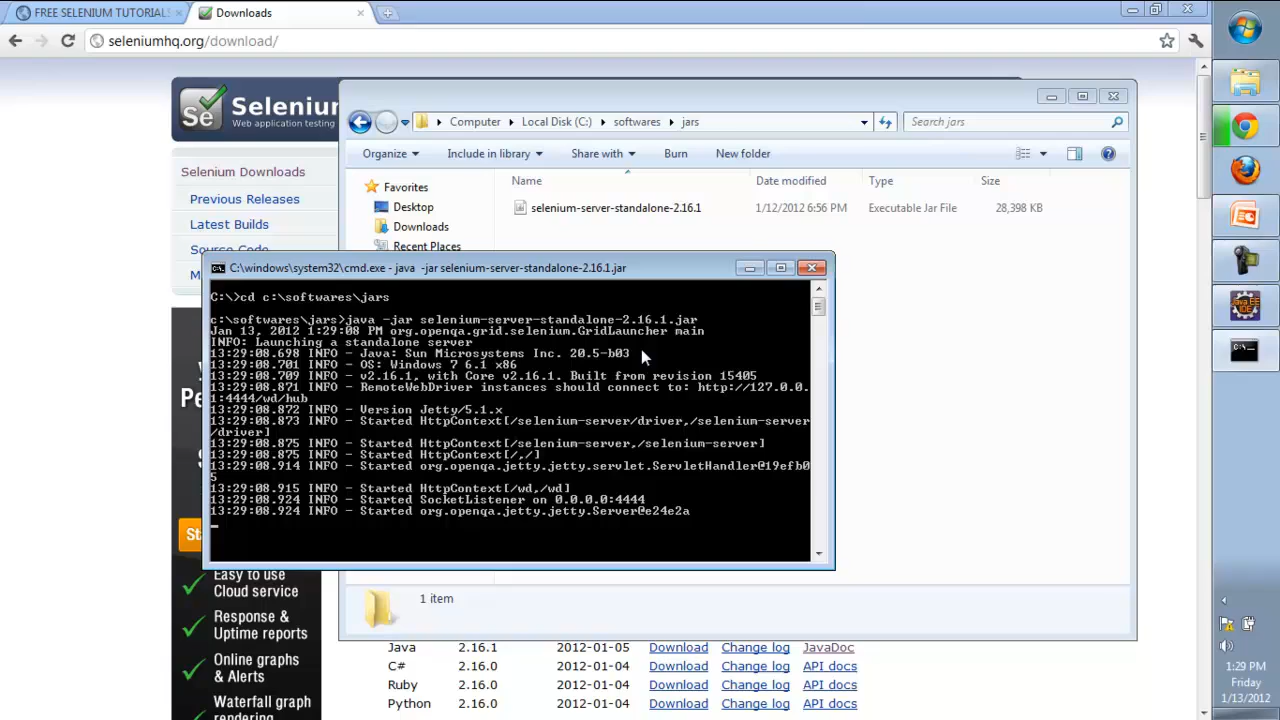 FREE SELENIUM TUTORIALS
Downloads
seleniumhq.org/download/
Se
Selenium
Web application testing
Selenium Downloads
Previous Releases
Latest Builds
Source Code
Computer
Local Disk (C:)
softwares
jars
Search jars
Organize
Include in library
Share with
Burn
New folder
Favorites
Desktop
Downloads
Recent Places
Name
Date modified
Type
Size
selenium-server-standalone-2.16.1
1/12/2012 6:56 PM
Executable Jar File
28,398 KB
C:\windows\system32\cmd.exe - java -jar selenium-server-standalone-2.16.1.jar
C:\>cd c:\softwares\jars
c:\softwares\jars>java -jar selenium-server-standalone-2.16.1.jar
Jan 13, 2012 1:29:08 PM org.openqa.grid.selenium.GridLauncher main
INFO: Launching a standalone server
13:29:08.698 INFO - Java: Sun Microsystems Inc. 20.5-b03
13:29:08.701 INFO - OS: Windows 7 6.1 x86
13:29:08.709 INFO - v2.16.1, with Core v2.16.1. Built from revision 15405
13:29:08.871 INFO - RemoteWebDriver instances should connect to: http://127.0.0.
1:4444/wd/hub
13:29:08.872 INFO - Version Jetty/5.1.x
13:29:08.873 INFO - Started HttpContext[/selenium-server/driver,/selenium-server
/driver]
13:29:08.875 INFO - Started HttpContext[/selenium-server,/selenium-server]
13:29:08.875 INFO - Started HttpContext[/,/]
13:29:08.914 INFO - Started org.openqa.jetty.jetty.servlet.ServletHandler@19efb0
5
13:29:08.915 INFO - Started HttpContext[/wd,/wd]
13:29:08.924 INFO - Started SocketListener on 0.0.0.0:4444
13:29:08.924 INFO - Started org.openqa.jetty.jetty.Server@e24e2a
Easy to use
Cloud service
Response &
Uptime reports
Online graphs
& Alerts
Waterfall graph
rendering
1 item
Java 2.16.1 2012-01-05 Download Change log JavaDoc
C# 2.16.0 2012-01-04 Download Change log API docs
Ruby 2.16.0 2012-01-04 Download Change log API docs
Python 2.16.0 2012-01-04 Download Change log API docs
Java EE
IDE
1:29 PM
Friday
1/13/2012